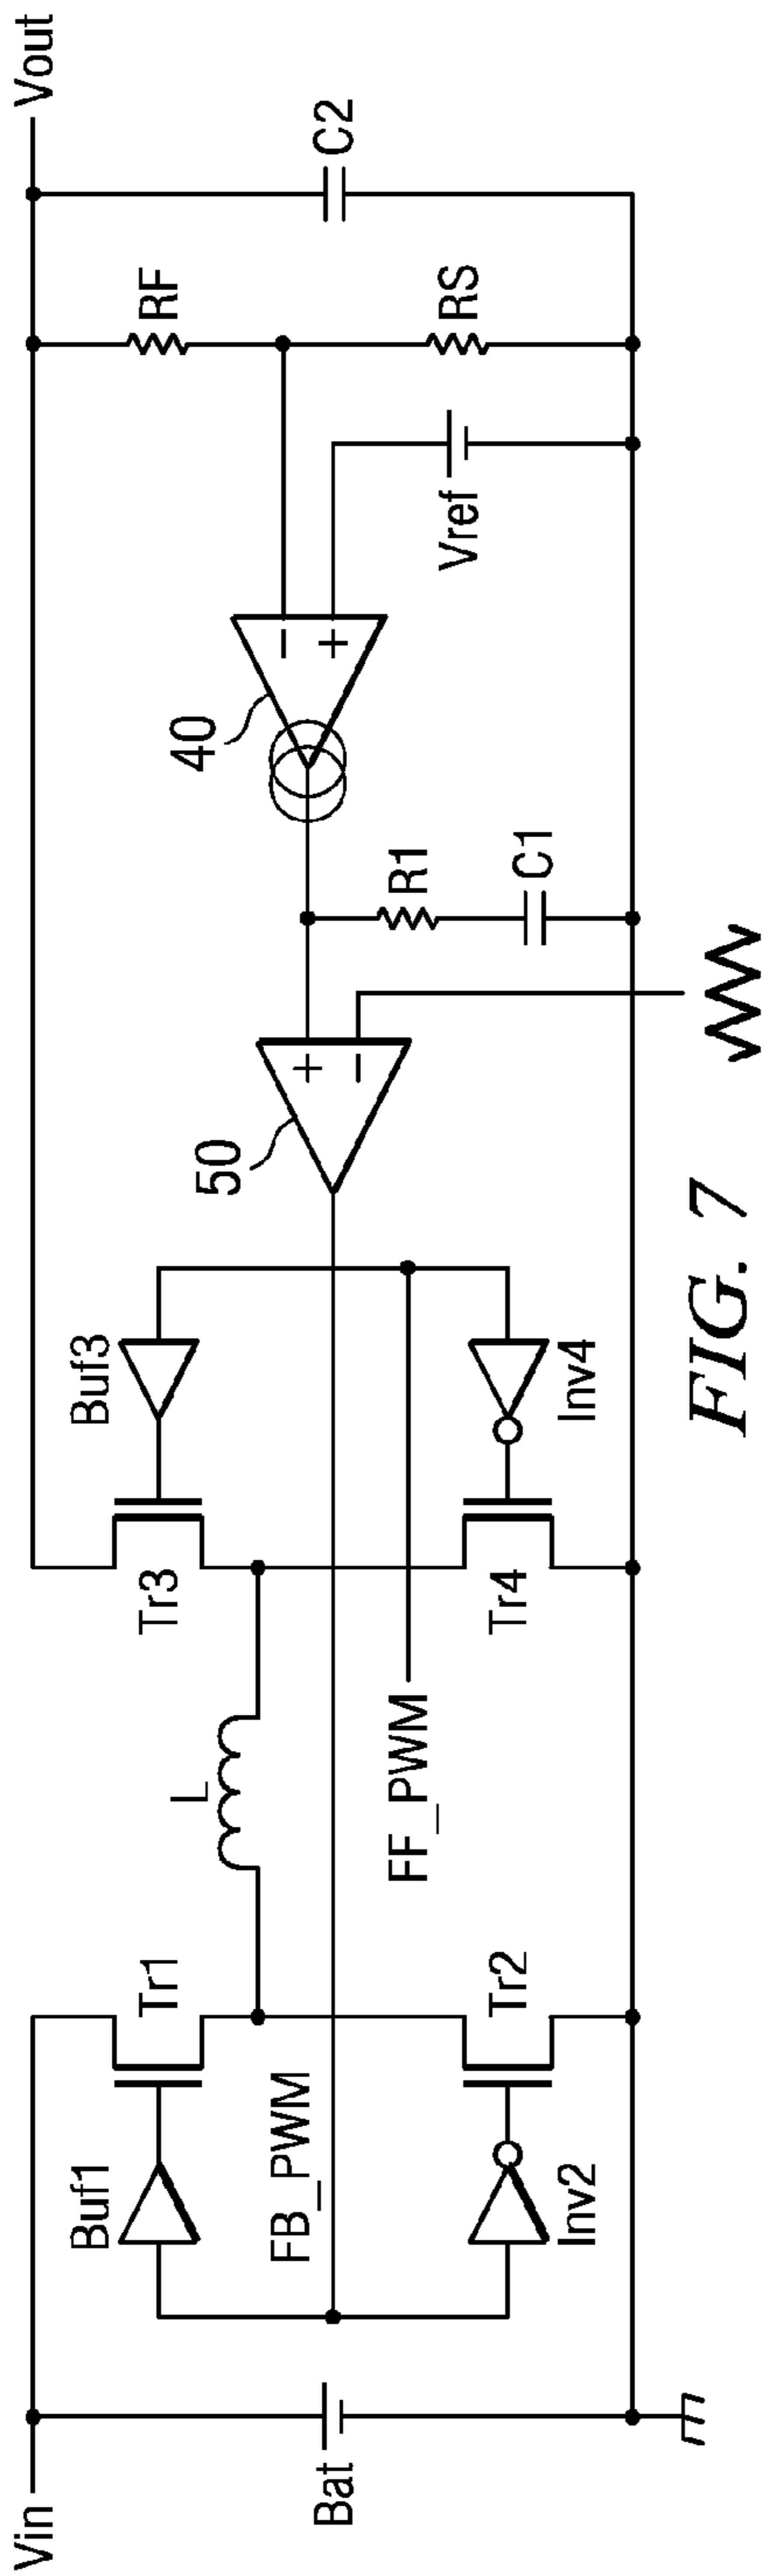 Vin
Vout
Bat
Buf1
Tr1
FB_PWM
Inv2
Tr2
L
FF_PWM
Tr3
Buf3
Tr4
Inv4
50
+
−
R1
C1
40
−
+
Vref
RF
RS
C2
FIG. 7